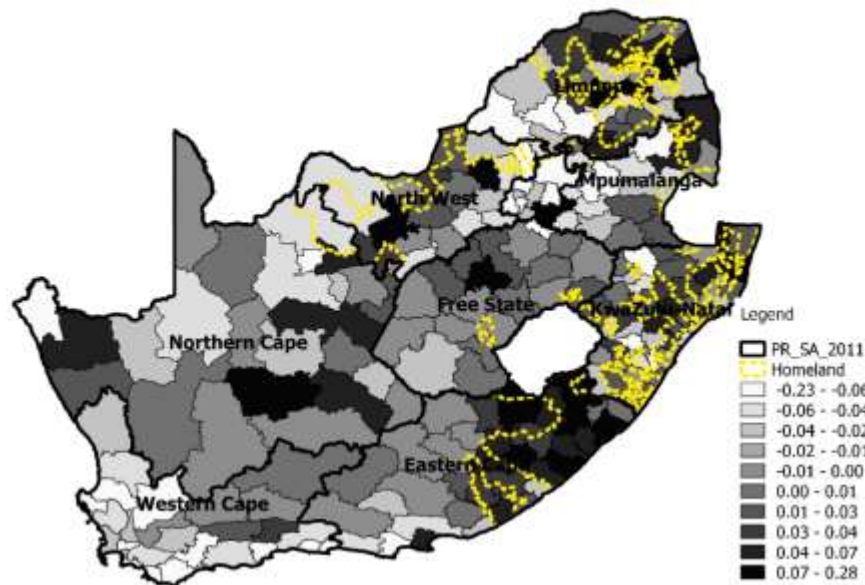 Limpopo
North West
Mpumalanga
Free State
KwaZulu-Natal
Northern Cape
Eastern Cape
Western Cape
Legend
PR_SA_2011
Homeland
-0.23 - -0.06
-0.06 - -0.04
-0.04 - -0.02
-0.02 - -0.01
-0.01 - 0.00
0.00 - 0.01
0.01 - 0.03
0.03 - 0.04
0.04 - 0.07
0.07 - 0.28